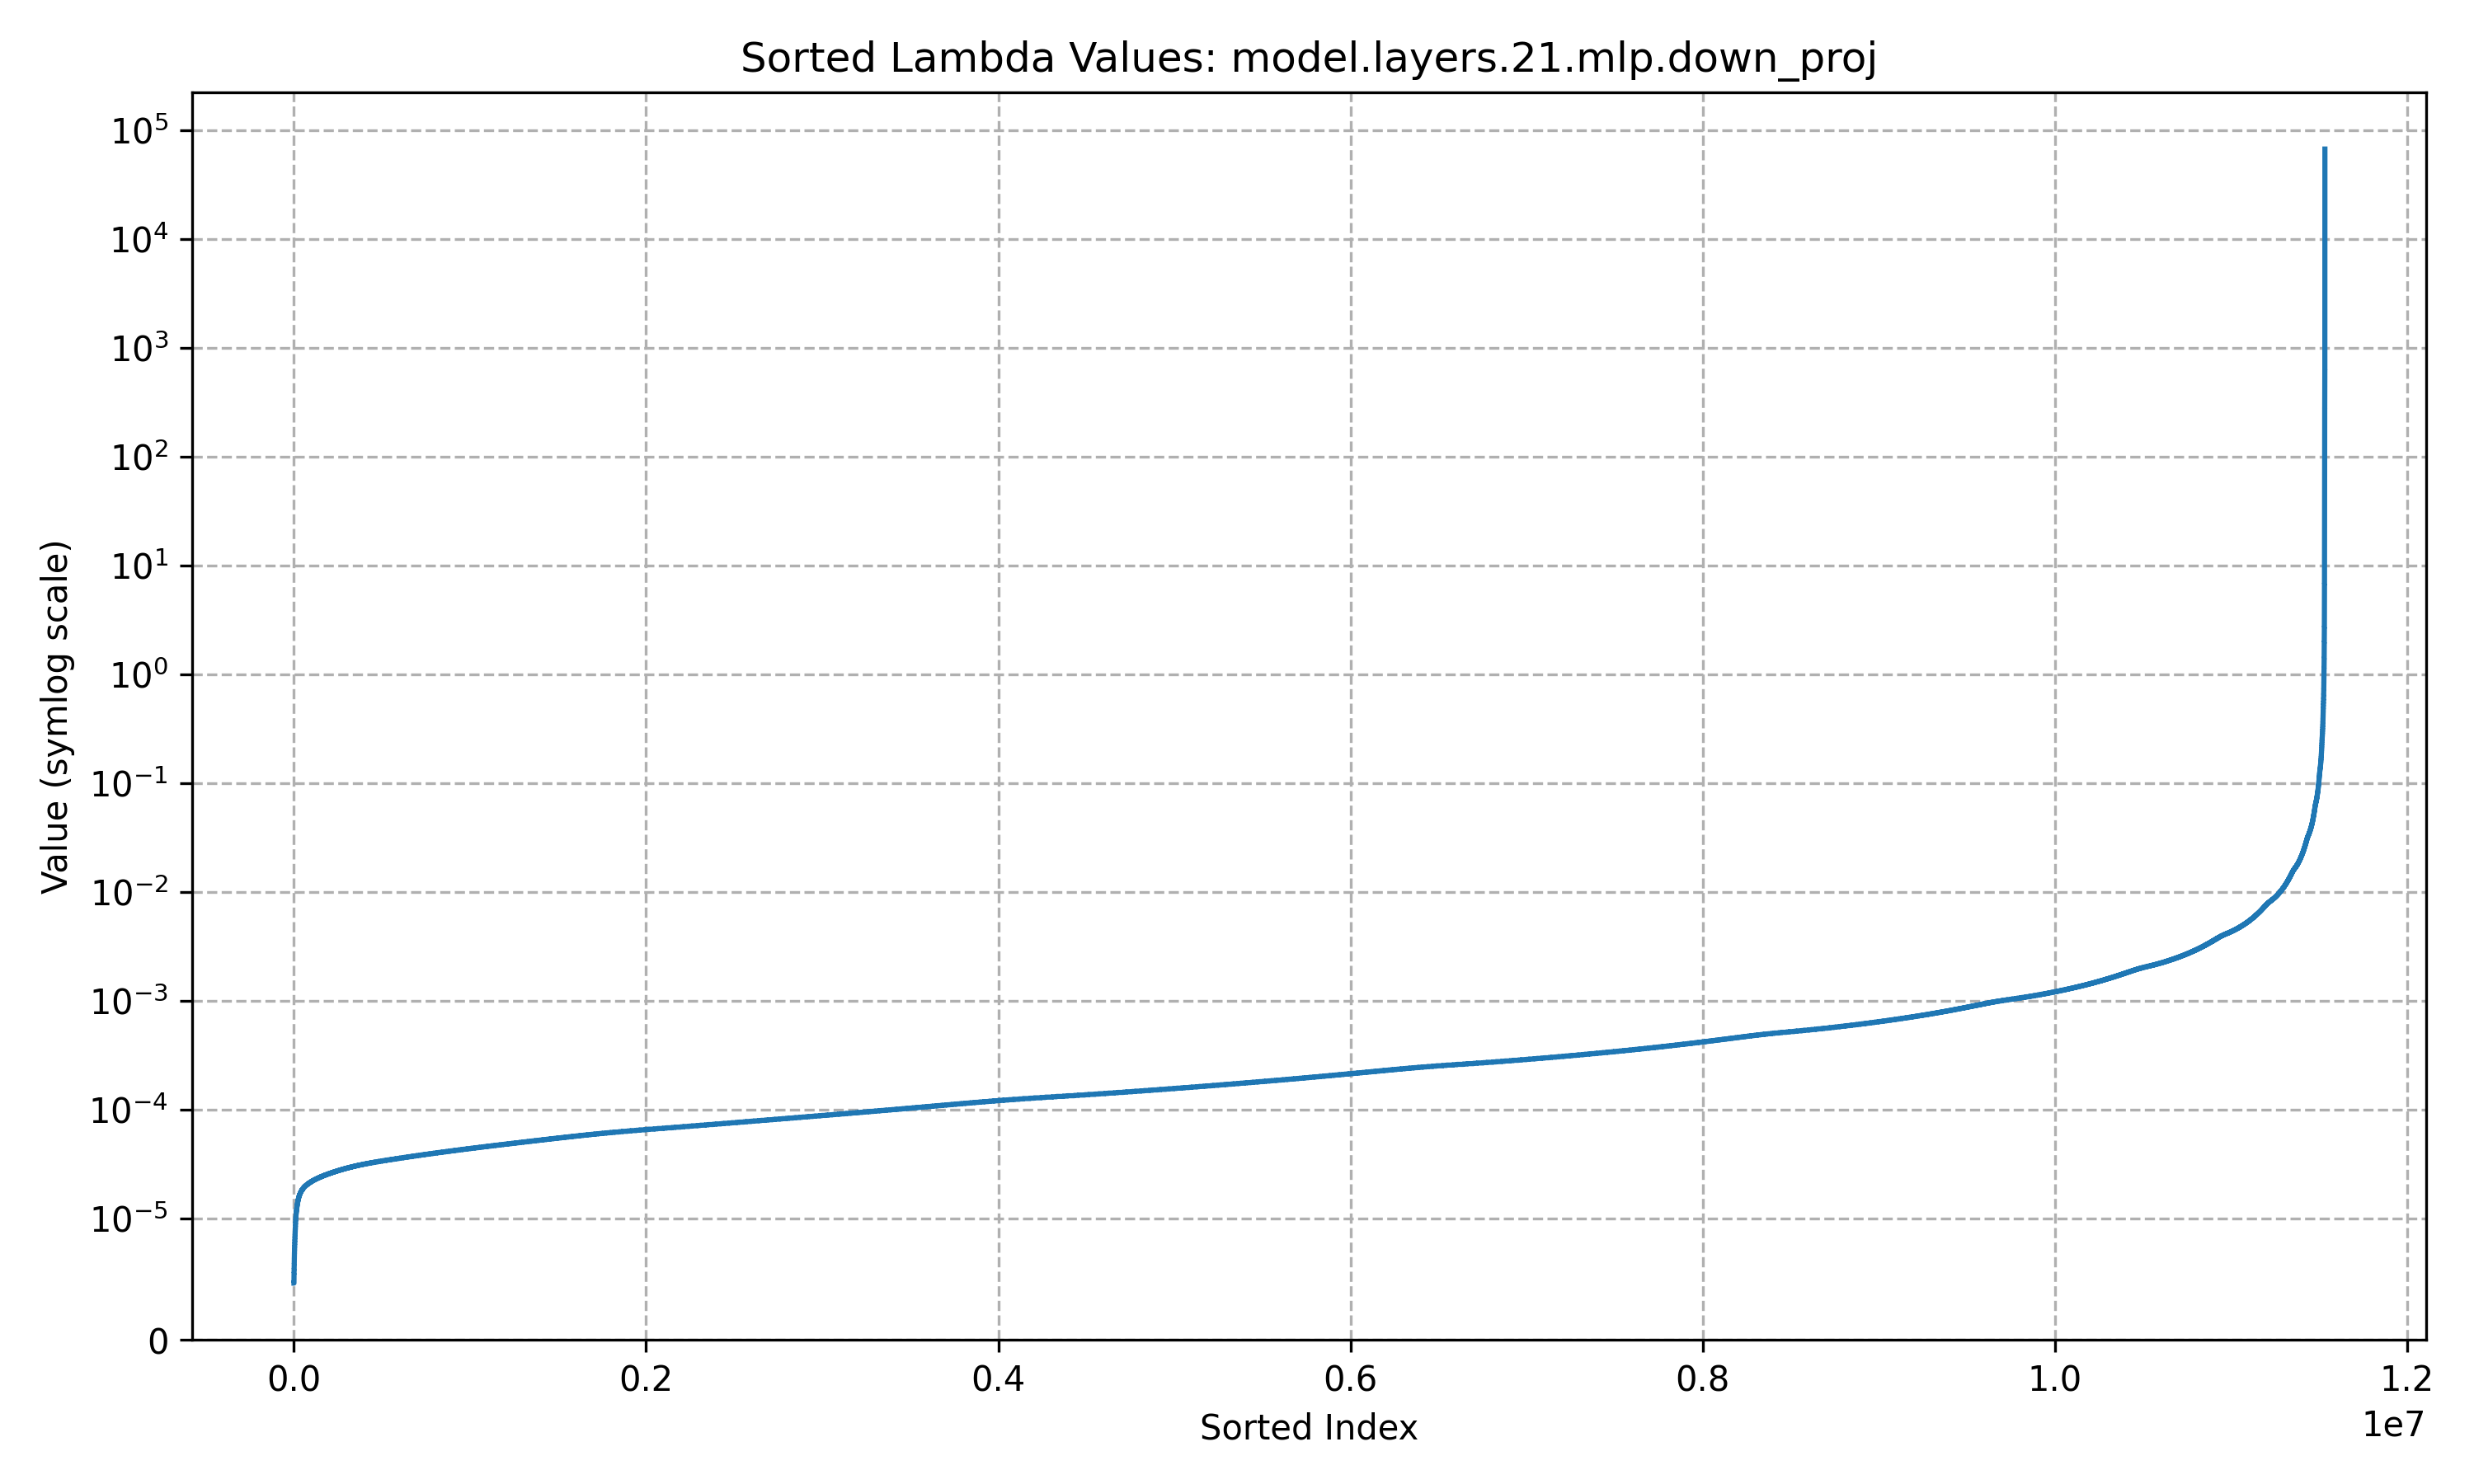 Sorted Lambda Values: model.layers.21.mlp.down_proj
Value (symlog scale)
10⁵
10⁴
10³
10²
10¹
10⁰
10⁻¹
10⁻²
10⁻³
10⁻⁴
10⁻⁵
0
0.0 0.2 0.4 0.6 0.8 1.0 1.2
1e7
Sorted Index